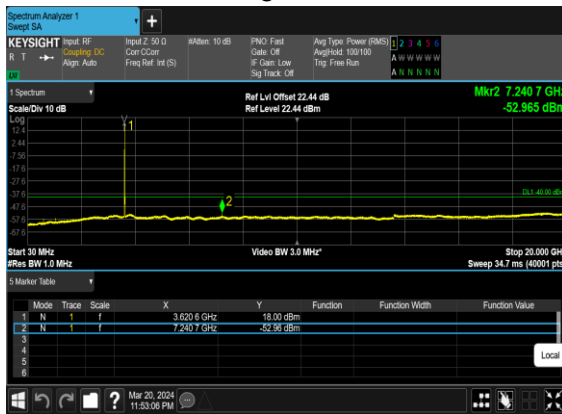 Spectrum Analyzer 1
Swept SA
+
KEYSIGHT Input: RF Input Z: 50 Ω #Atten: 10 dB PNO: Fast Avg Type: Power (RMS) 1 2 3 4 5 6
R T Coupling: DC Corr CCorr Gate: Off Avg|Hold: 100/100 A W W W W W
Align: Auto Freq Ref: Int (S) IF Gain: Low Trig: Free Run
Sig Track: Off A N N N N N
LXI
1 Spectrum Ref Lvl Offset 22.44 dB Mkr2 7.240 7 GHz
Scale/Div 10 dB Ref Level 22.44 dBm -52.965 dBm
Log
12.4
2.44
-7.56
-17.6
-27.6
-37.6
-47.6
-57.6
-67.6
1
2
DL1 -40.00 dBm
Start 30 MHz Video BW 3.0 MHz* Stop 20.000 GHz
#Res BW 1.0 MHz Sweep 34.7 ms (40001 pts)
5 Marker Table
Mode Trace Scale X Y Function Function Width Function Value
1 N 1 f 3.620 6 GHz 18.00 dBm
2 N 1 f 7.240 7 GHz -52.96 dBm
3
4
5
6
Local
? Mar 20, 2024
11:53:06 PM